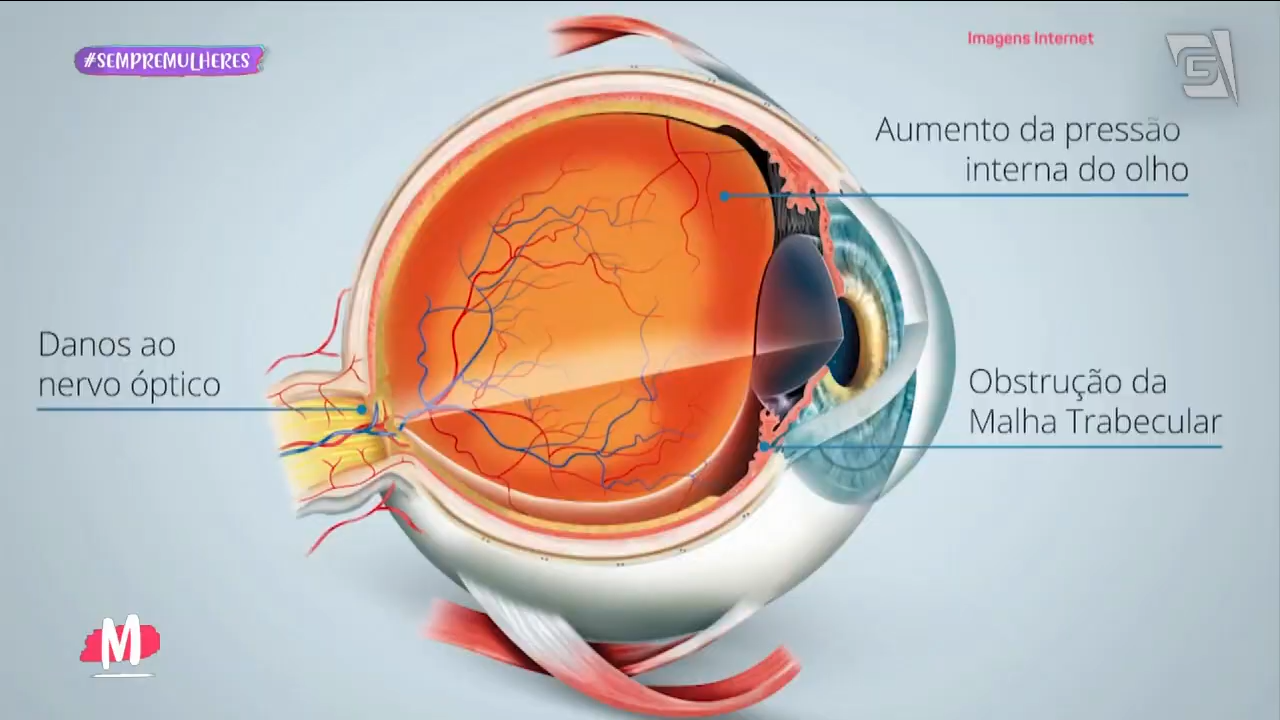 #SEMPREMULHERES
Imagens Internet
G
Aumento da pressão
interna do olho
Danos ao
nervo óptico
Obstrução da
Malha Trabecular
M